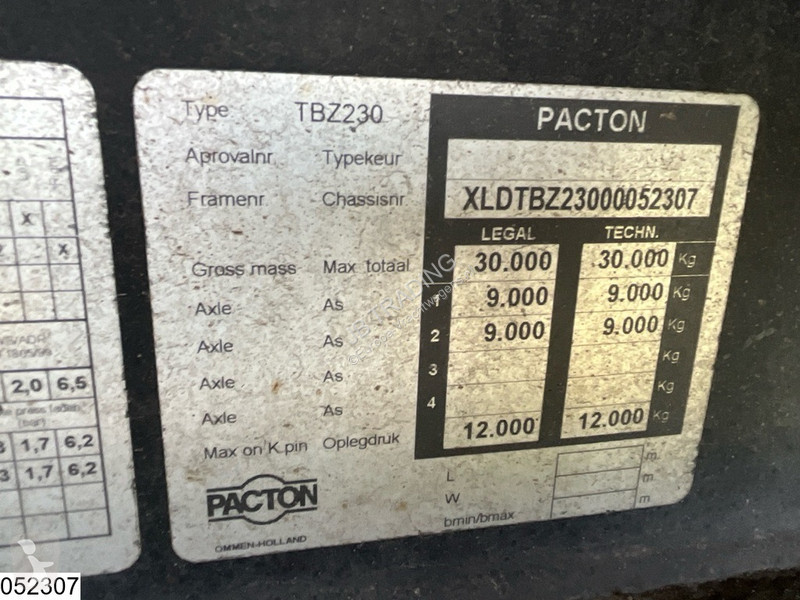 Type TBZ230 PACTON
Aprovalnr Typekeur
Framenr Chassisnr XLDTBZ23000052307
LEGAL TECHN.
Gross mass Max totaal 30.000 30.000 Kg
Axle As 1 9.000 9.000 Kg
Axle As 2 9.000 9.000 Kg
Axle As 3 Kg
Axle As 4 Kg
Max on K.pin Oplegdruk 12.000 12.000 Kg
L m
W m
bmin/bmax
PACTON
OMMEN-HOLLAND
x
x
2,0 6,5
(bar)
1,7 6,2
3 1,7 6,2
052307